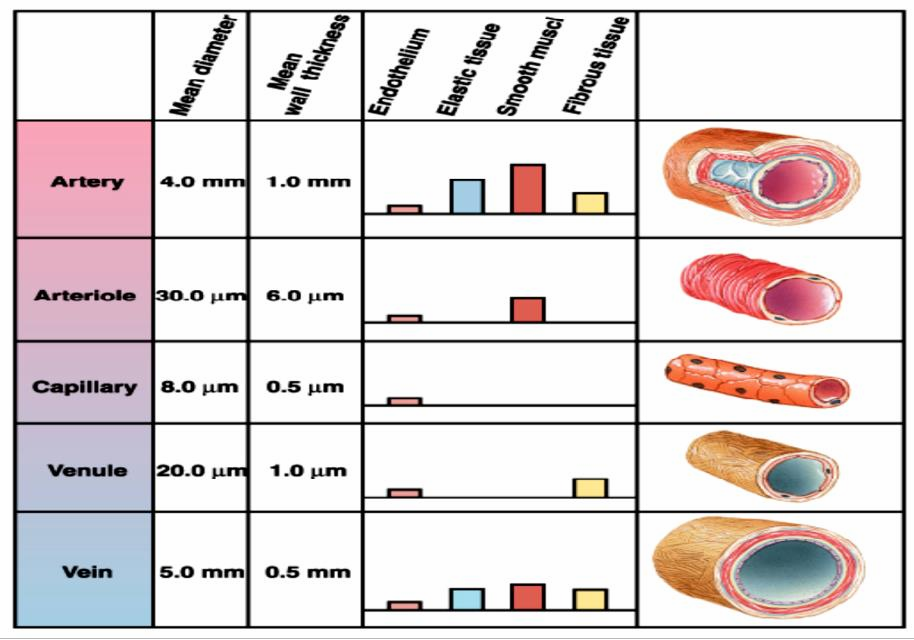 Mean diameter
Mean
wall thickness
Endothelium
Elastic tissue
Smooth muscl
Fibrous tissue
Artery 4.0 mm 1.0 mm
Arteriole 30.0 μm 6.0 μm
Capillary 8.0 μm 0.5 μm
Venule 20.0 μm 1.0 μm
Vein 5.0 mm 0.5 mm